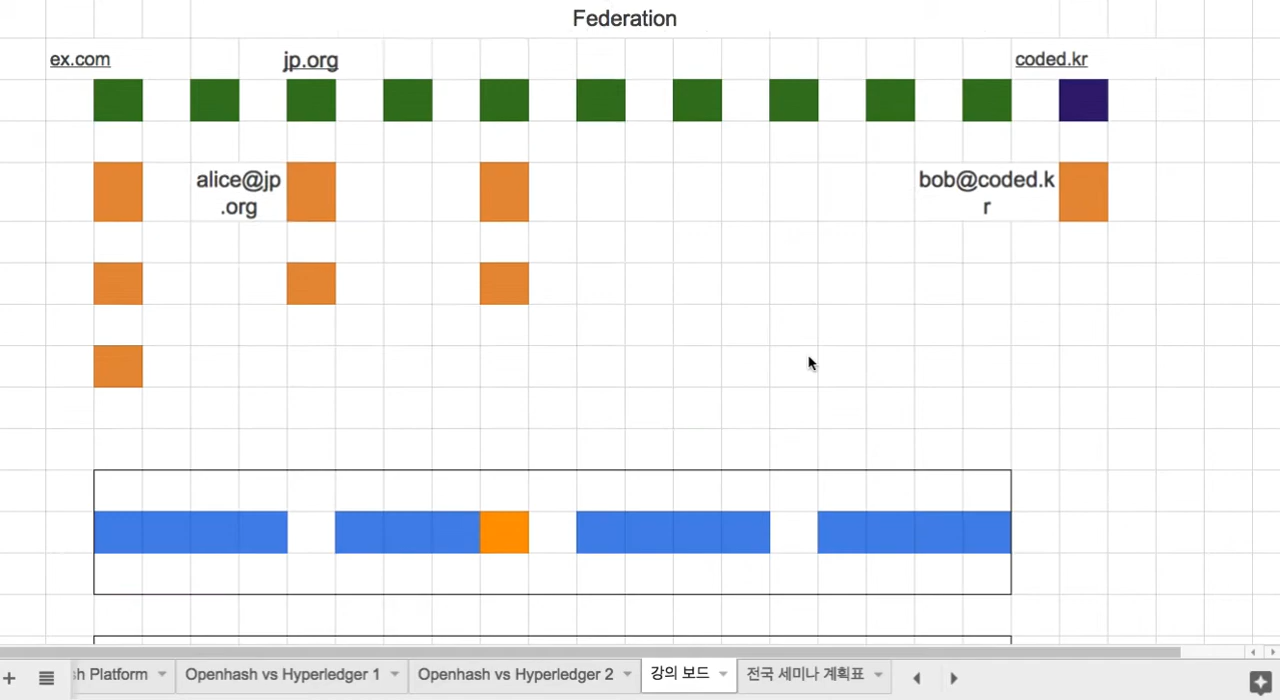 Federation
ex.com
jp.org
coded.kr
alice@jp
.org
bob@coded.k
r
sh Platform
Openhash vs Hyperledger 1
Openhash vs Hyperledger 2
강의 보드
전국 세미나 계획표